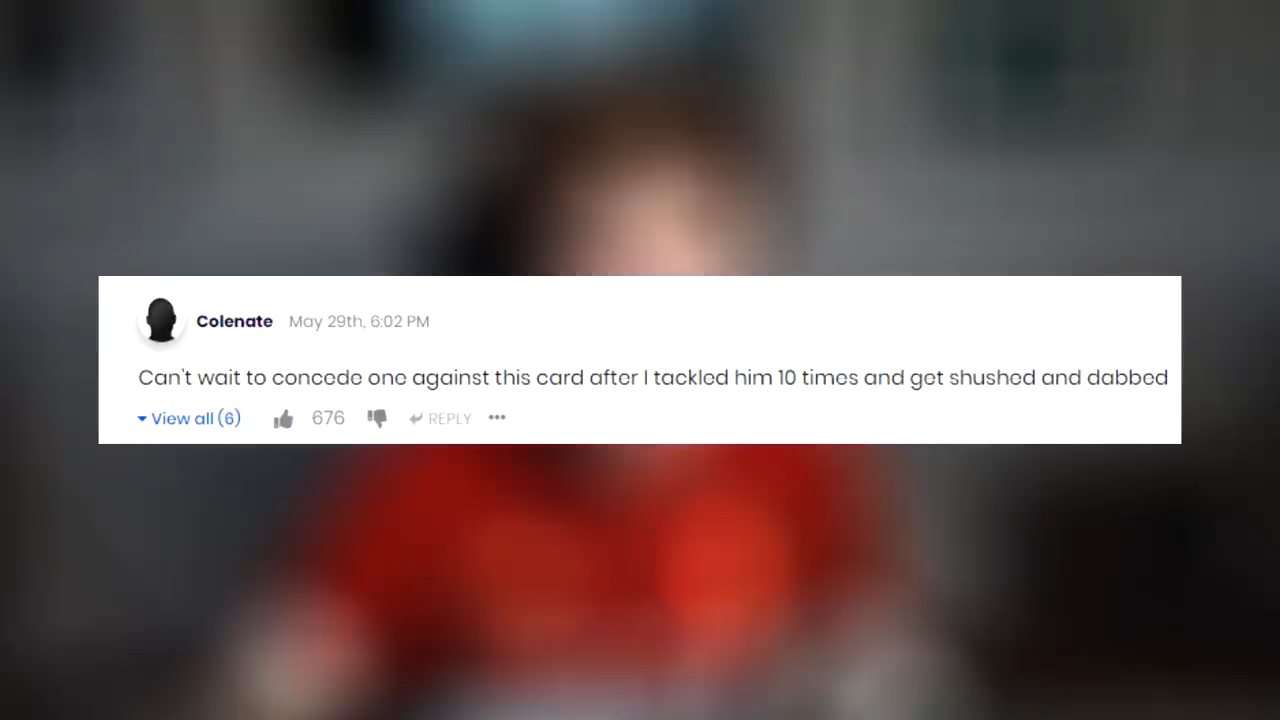 Colenate May 29th, 6:02 PM
Can't wait to concede one against this card after I tackled him 10 times and get shushed and dabbed
View all (6) 676 REPLY